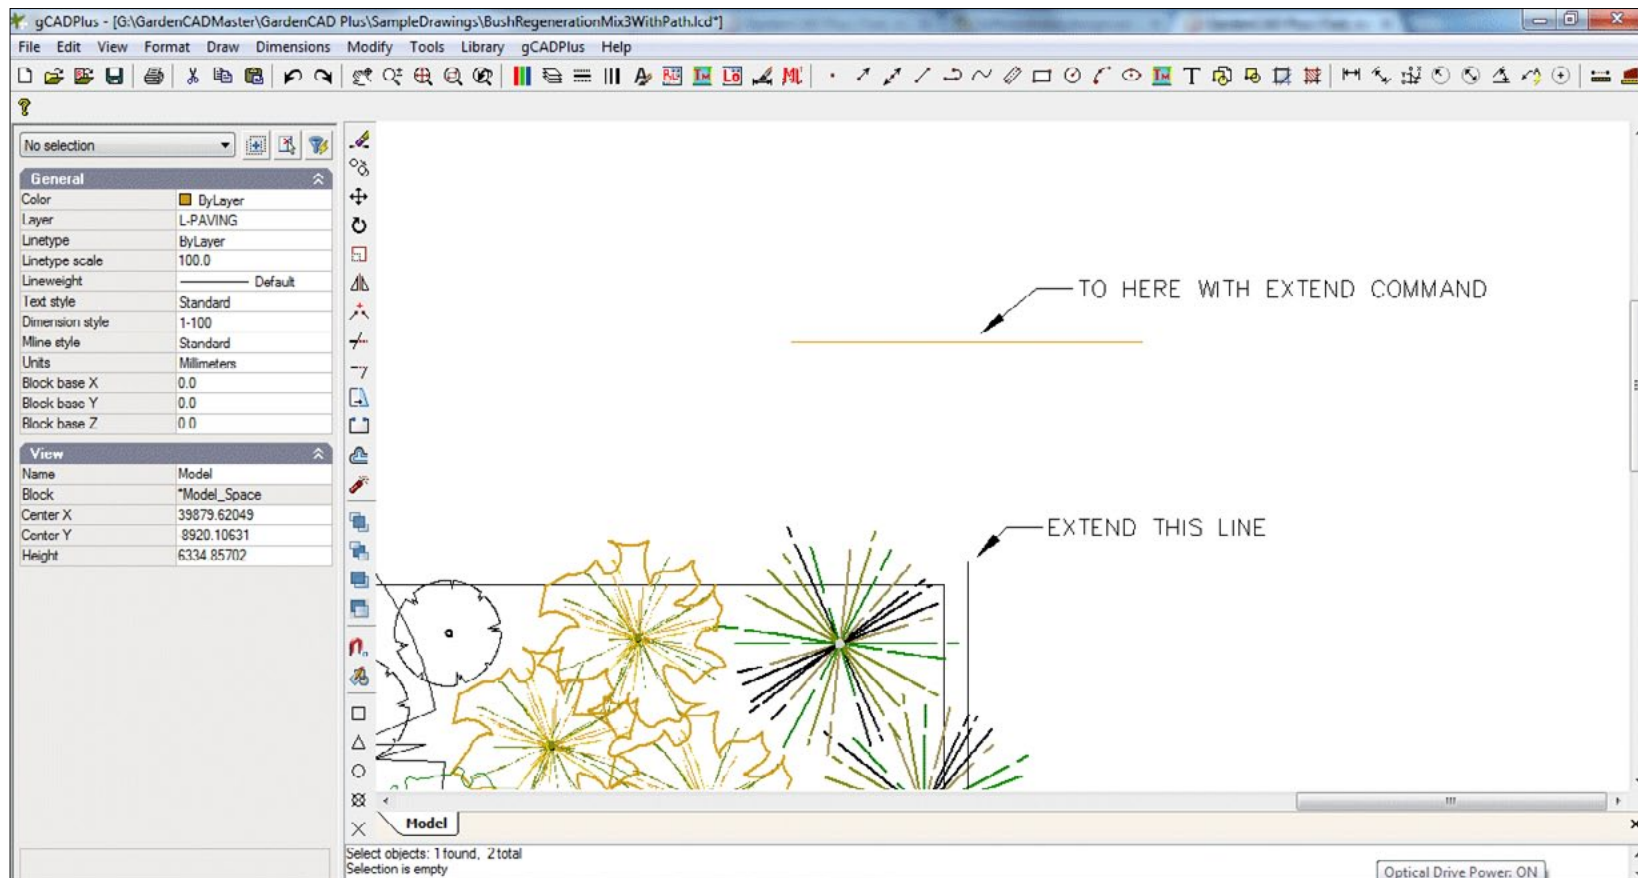 gCADPlus - [G:\GardenCADMaster\GardenCAD Plus\SampleDrawings\BushRegenerationMix3WithPath.lcd*]
File Edit View Format Draw Dimensions Modify Tools Library gCADPlus Help
No selection
General
Color ByLayer
Layer L-PAVING
Linetype ByLayer
Linetype scale 100.0
Lineweight Default
Text style Standard
Dimension style 1-100
Mline style Standard
Units Millimeters
Block base X 0.0
Block base Y 0.0
Block base Z 0.0
View
Name Model
Block *Model_Space
Center X 39879.62049
Center Y -8920.10631
Height 6334.85702
TO HERE WITH EXTEND COMMAND
EXTEND THIS LINE
Model
Select objects: 1 found, 2 total
Selection is empty
Optical Drive Power: ON